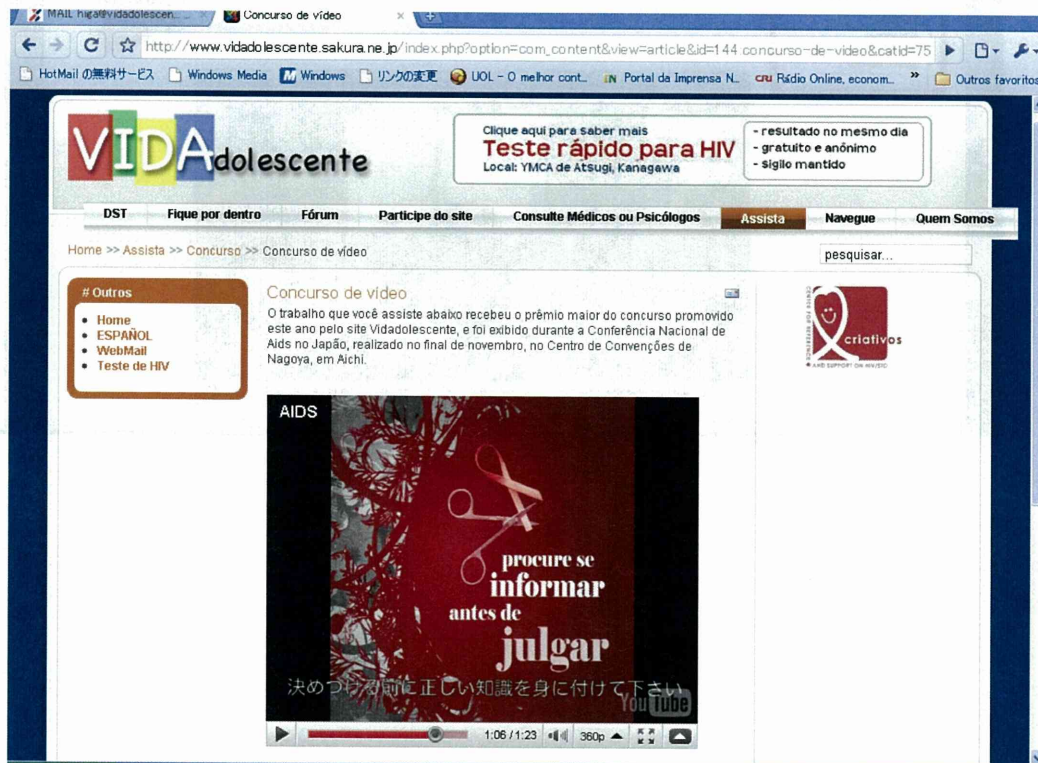 MAIL higa@vidadolescen...
Concurso de vídeo
http://www.vidadolescente.sakura.ne.jp/index.php?option=com_content&view=article&id=144:concurso-de-video&catid=75
HotMail の無料サービス
Windows Media
Windows
リンクの変更
UOL - O melhor cont...
Portal da Imprensa N...
Rádio Online, econom...
»
Outros favoritos
VIDAdolescente
Clique aqui para saber mais
Teste rápido para HIV
Local: YMCA de Atsugi, Kanagawa
- resultado no mesmo dia
- gratuito e anônimo
- sigilo mantido
DST Fique por dentro Fórum Participe do site Consulte Médicos ou Psicólogos Assista Navegue Quem Somos
Home >> Assista >> Concurso >> Concurso de vídeo
pesquisar...
# Outros
Home
ESPAÑOL
WebMail
Teste de HIV
Concurso de vídeo
O trabalho que você assiste abaixo recebeu o prêmio maior do concurso promovido
este ano pelo site Vidadolescente, e foi exibido durante a Conferência Nacional de
Aids no Japão, realizado no final de novembro, no Centro de Convenções de
Nagoya, em Aichi.
criativos
AND SUPPORT ON HIV/STD
AIDS
procure se
informar
antes de
julgar
決めつける前に正しい知識を身に付けて下さい
YouTube
1:06 / 1:23
360p